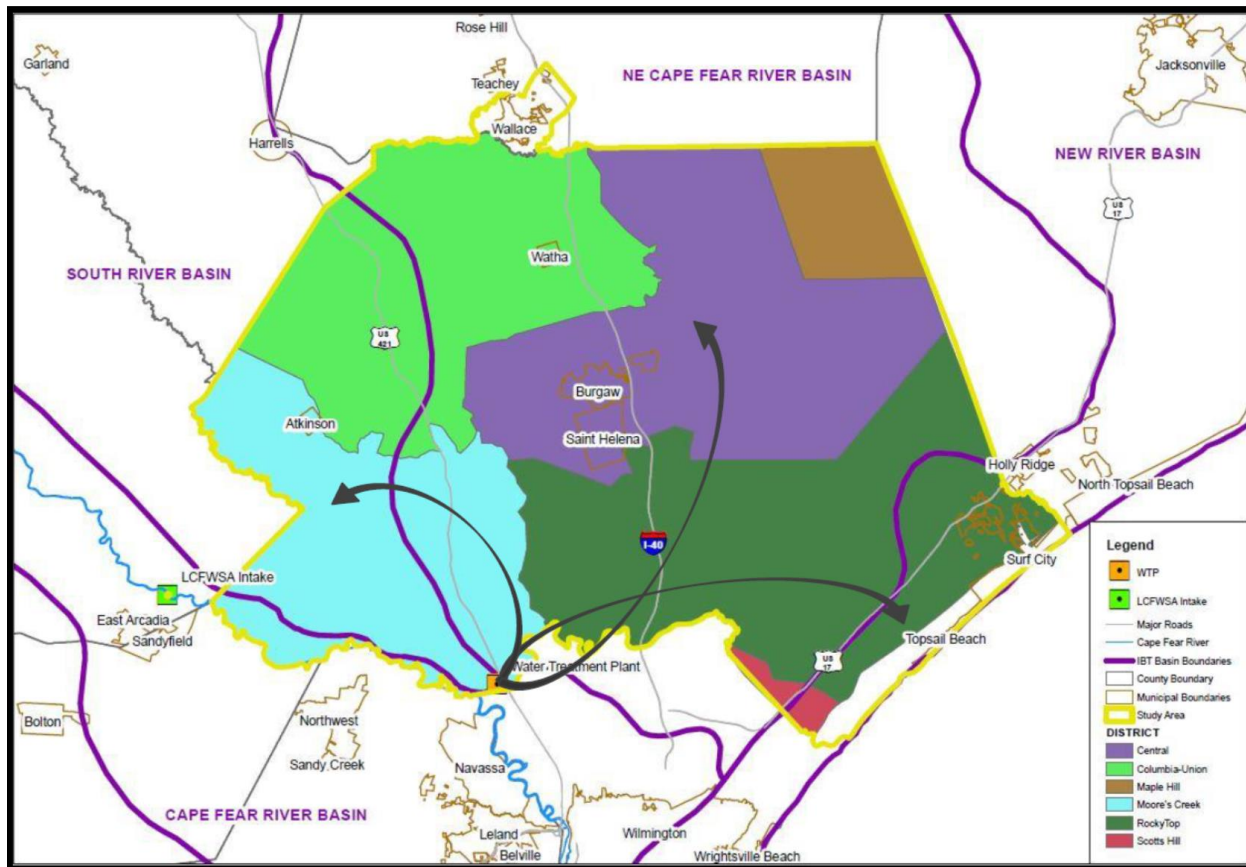 Rose Hill
Garland
Teachey
Jacksonville
NE CAPE FEAR RIVER BASIN
Wallace
Harrells
NEW RIVER BASIN
US
17
Watha
SOUTH RIVER BASIN
US
421
Burgaw
Atkinson
Saint Helena
Holly Ridge
North Topsail Beach
I-40
Surf City
LCFWSA Intake
East Arcadia
Sandyfield
Topsail Beach
US
17
Water Treatment Plant
Bolton
Northwest
Sandy Creek
Navassa
CAPE FEAR RIVER BASIN
Leland
Belville
Wilmington
Wrightsville Beach
Legend
WTP
LCFWSA Intake
Major Roads
Cape Fear River
IBT Basin Boundaries
County Boundary
Municipal Boundaries
Study Area
DISTRICT
Central
Columbia-Union
Maple Hill
Moore's Creek
RockyTop
Scotts Hill